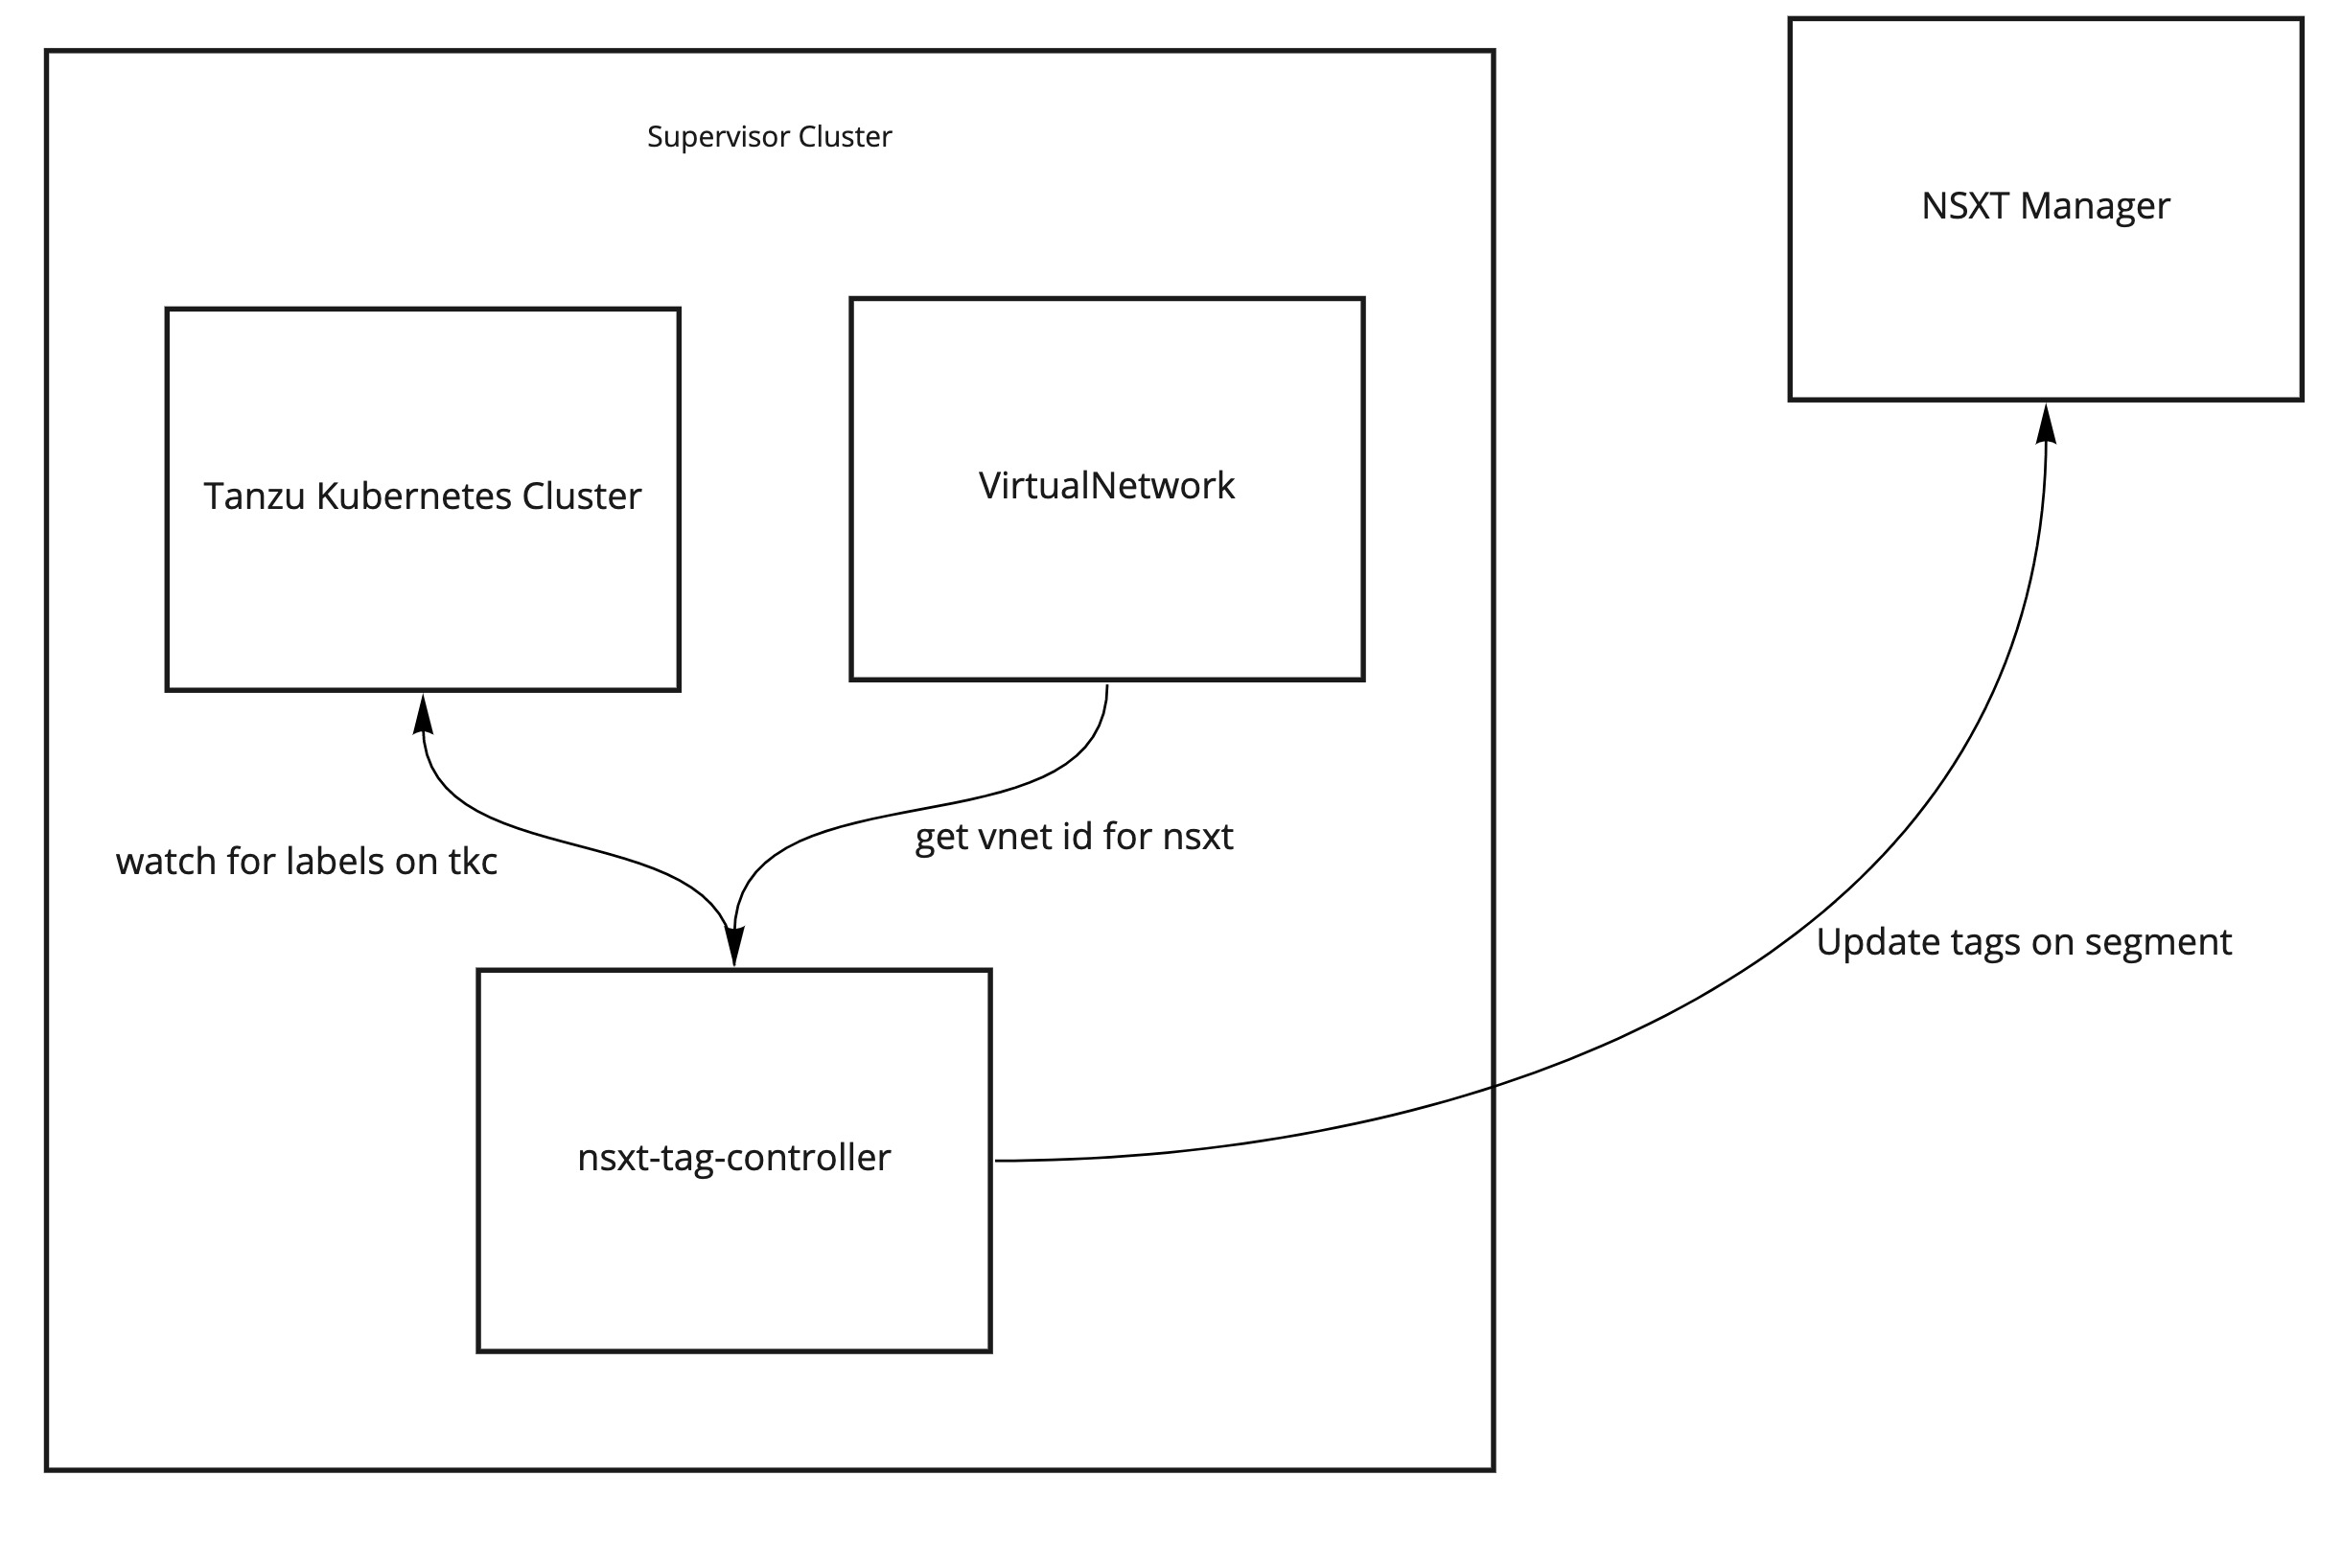 Supervisor Cluster
NSXT Manager
Tanzu Kubernetes Cluster
VirtualNetwork
watch for labels on tkc
get vnet id for nsxt
Update tags on segment
nsxt-tag-controller